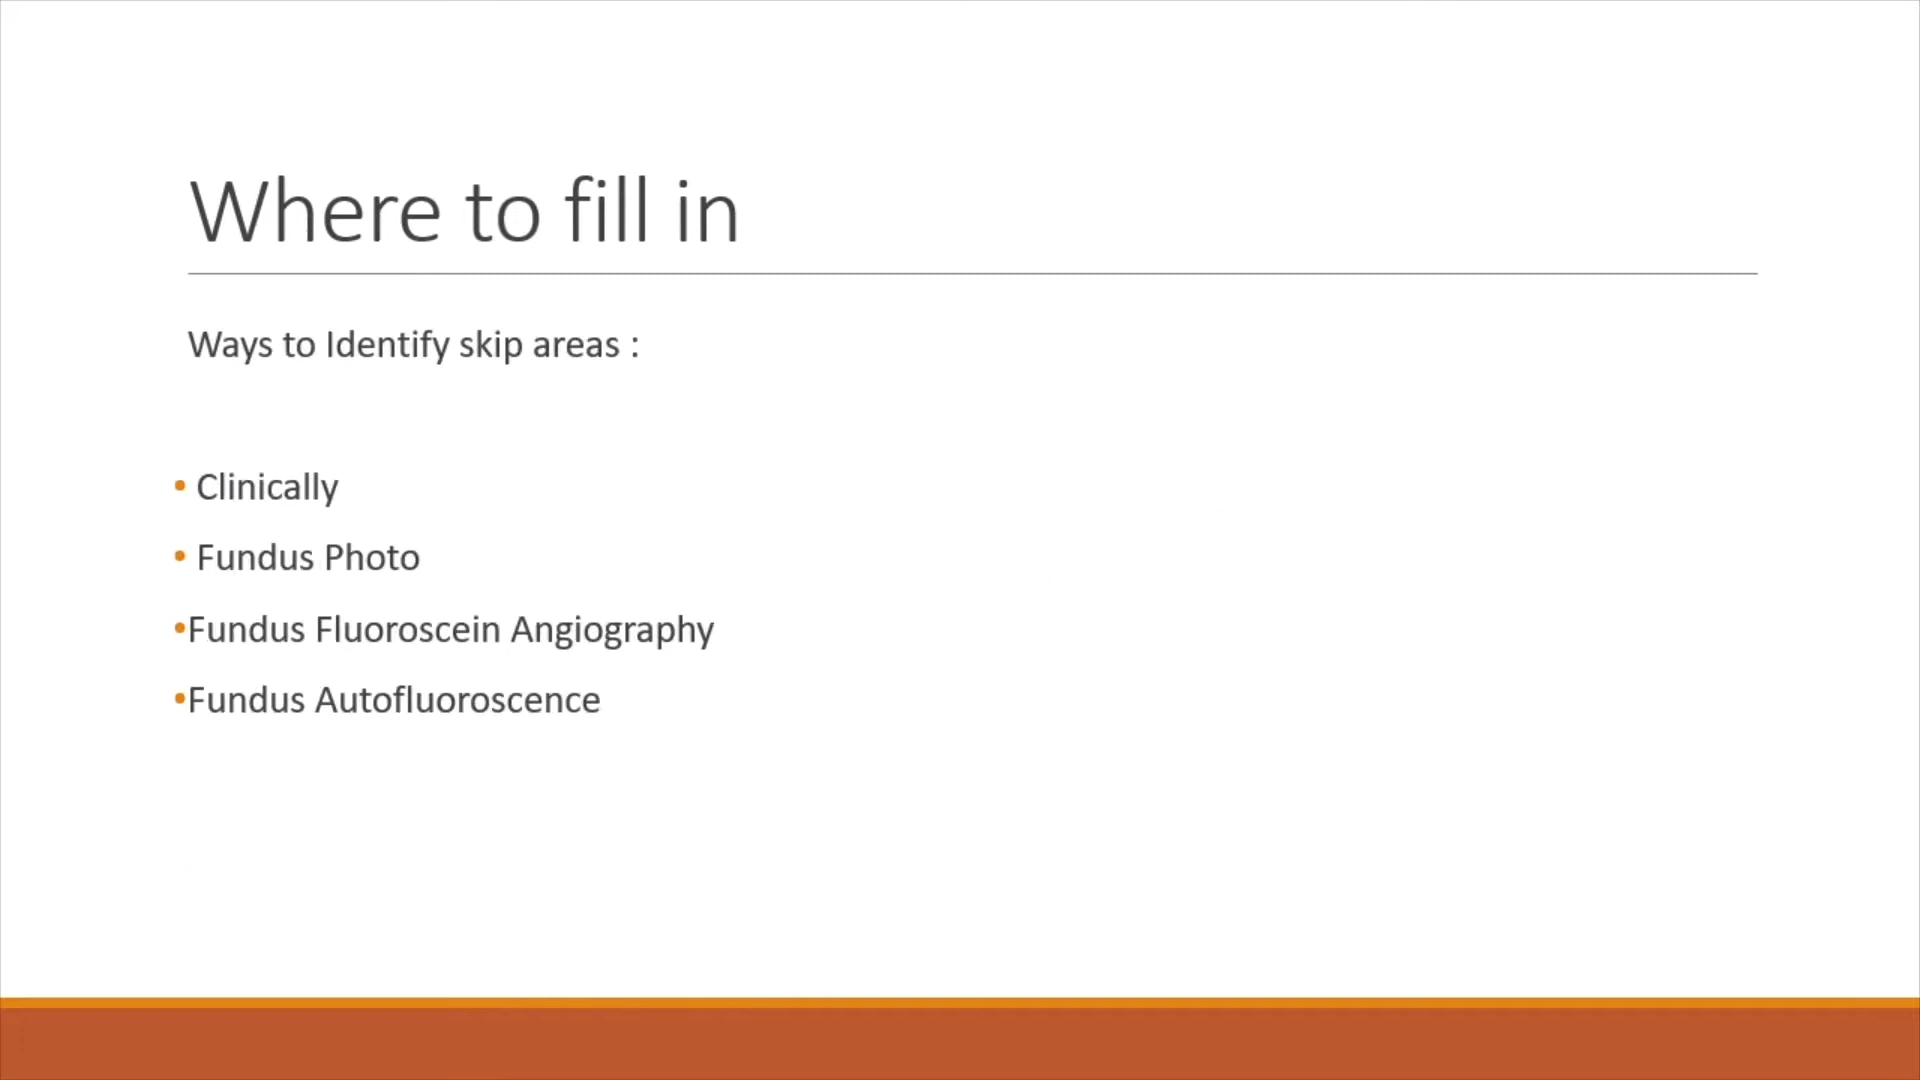 Where to fill in
Ways to Identify skip areas :
• Clinically
• Fundus Photo
•Fundus Fluoroscein Angiography
•Fundus Autofluoroscence